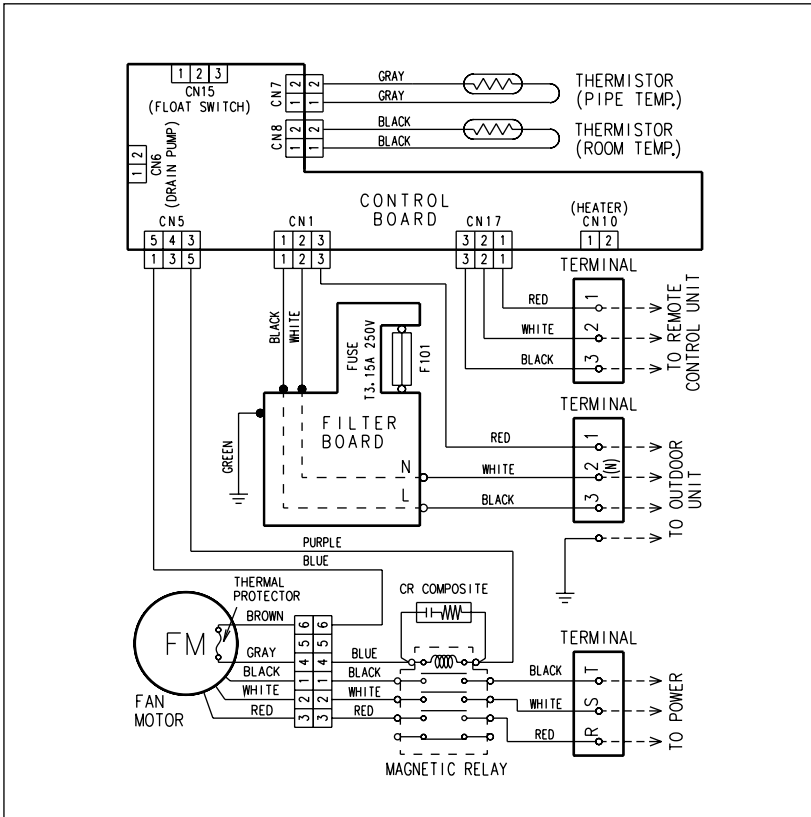 1 2 3
CN15
(FLOAT SWITCH)
CN7
2 2
1 1
GRAY
GRAY
THERMISTOR
(PIPE TEMP.)
CN8
2 2
1 1
BLACK
BLACK
THERMISTOR
(ROOM TEMP.)
1 2
CN6
(DRAIN PUMP)
CONTROL
BOARD
CN5
5 4 3
1 3 5
CN1
1 2 3
1 2 3
CN17
3 2 1
3 2 1
(HEATER)
CN10
1 2
TERMINAL
RED
1
WHITE
2
BLACK
3
TO REMOTE
CONTROL UNIT
BLACK
WHITE
FUSE
T3.15A 250V
F101
FILTER
BOARD
GREEN
N
L
TERMINAL
RED
1
WHITE
2
(N)
BLACK
3
TO OUTDOOR
UNIT
PURPLE
BLUE
THERMAL
PROTECTOR
CR COMPOSITE
FM
FAN
MOTOR
BROWN
6 6
5 5
GRAY
4 4
BLUE
BLACK
1 1
BLACK
WHITE
2 2
WHITE
RED
3 3
RED
MAGNETIC RELAY
TERMINAL
BLACK
T
WHITE
S
RED
R
TO POWER